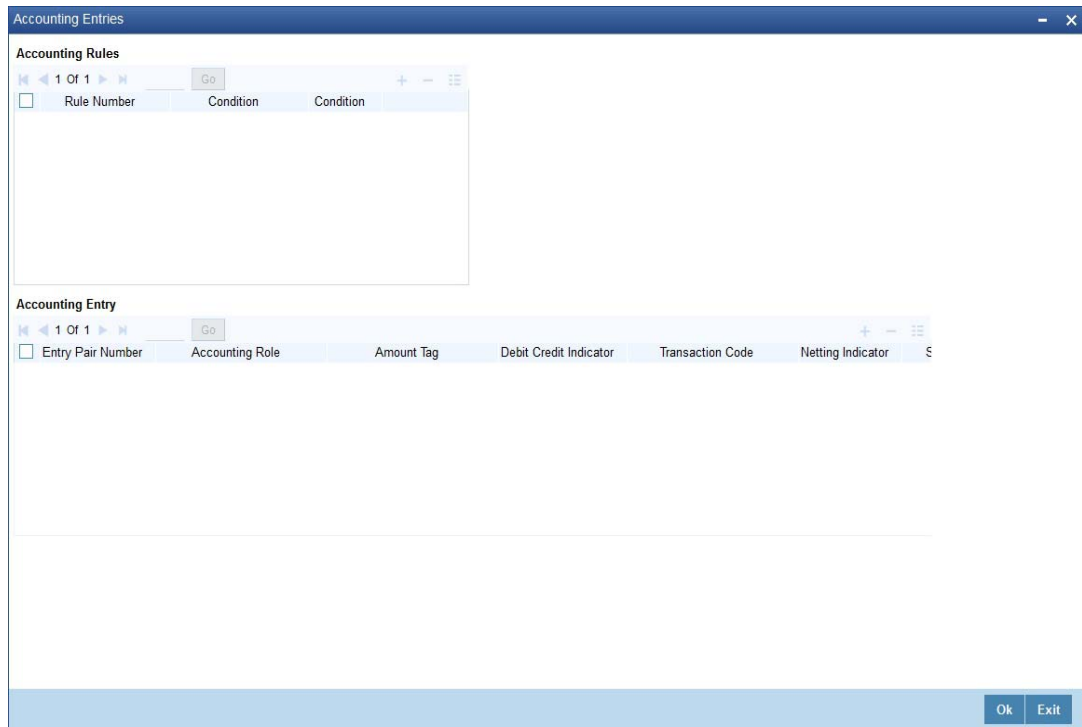 Accounting Entries
Accounting Rules
1 Of 1 Go
Rule Number Condition Condition
Accounting Entry
1 Of 1 Go
Entry Pair Number Accounting Role Amount Tag Debit Credit Indicator Transaction Code Netting Indicator S
Ok Exit